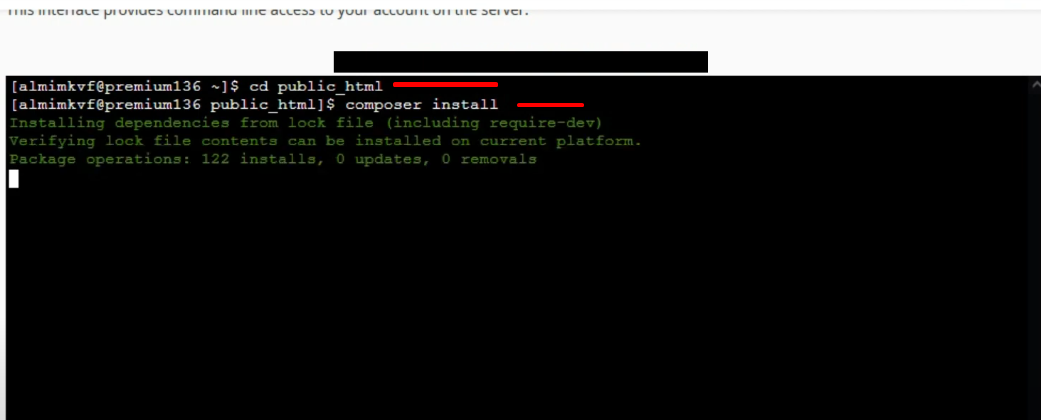 This interface provides command line access to your account on the server.
[almimkvf@premium136 ~]$ cd public_html
[almimkvf@premium136 public_html]$ composer install
Installing dependencies from lock file (including require-dev)
Verifying lock file contents can be installed on current platform.
Package operations: 122 installs, 0 updates, 0 removals